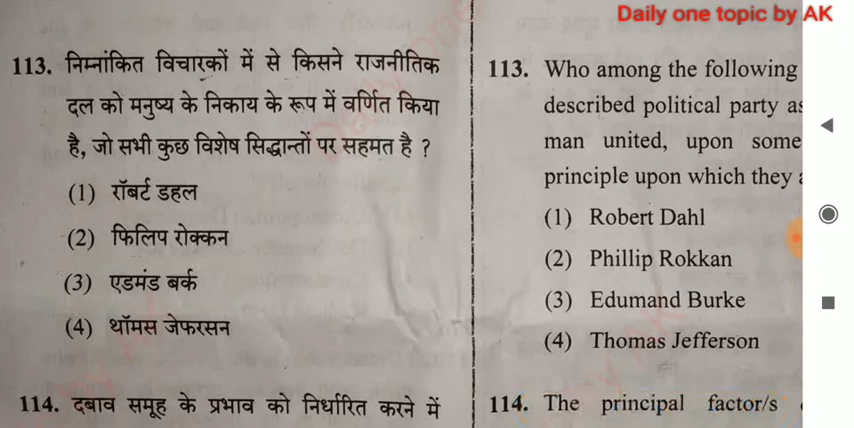 Daily one topic by AK
113. निम्नांकित विचारकों में से किसने राजनीतिक
दल को मनुष्य के निकाय के रूप में वर्णित किया
है, जो सभी कुछ विशेष सिद्धान्तों पर सहमत है ?
(1) रॉबर्ट डहल
(2) फिलिप रोक्कन
(3) एडमंड बर्क
(4) थॉमस जेफरसन
114. दबाव समूह के प्रभाव को निर्धारित करने में
113. Who among the following
described political party as
man united, upon some
principle upon which they
(1) Robert Dahl
(2) Phillip Rokkan
(3) Edumand Burke
(4) Thomas Jefferson
114. The principal factor/s